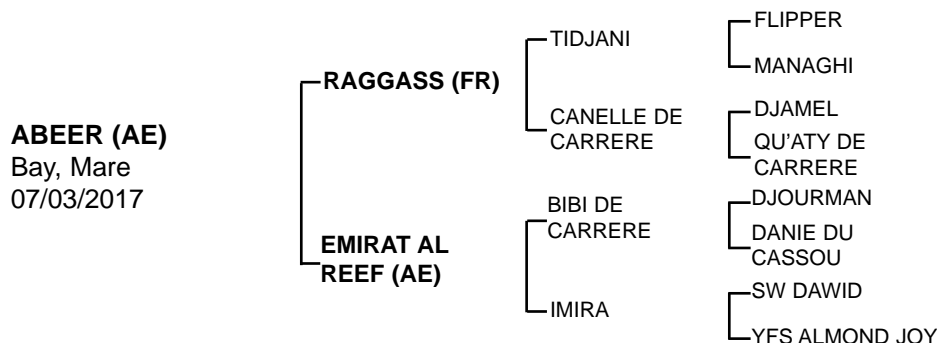 ABEER (AE)
Bay, Mare
07/03/2017
RAGGASS (FR)
EMIRAT AL
REEF (AE)
TIDJANI
CANELLE DE
CARRERE
BIBI DE
CARRERE
IMIRA
FLIPPER
MANAGHI
DJAMEL
QU'ATY DE
CARRERE
DJOURMAN
DANIE DU
CASSOU
SW DAWID
YFS ALMOND JOY